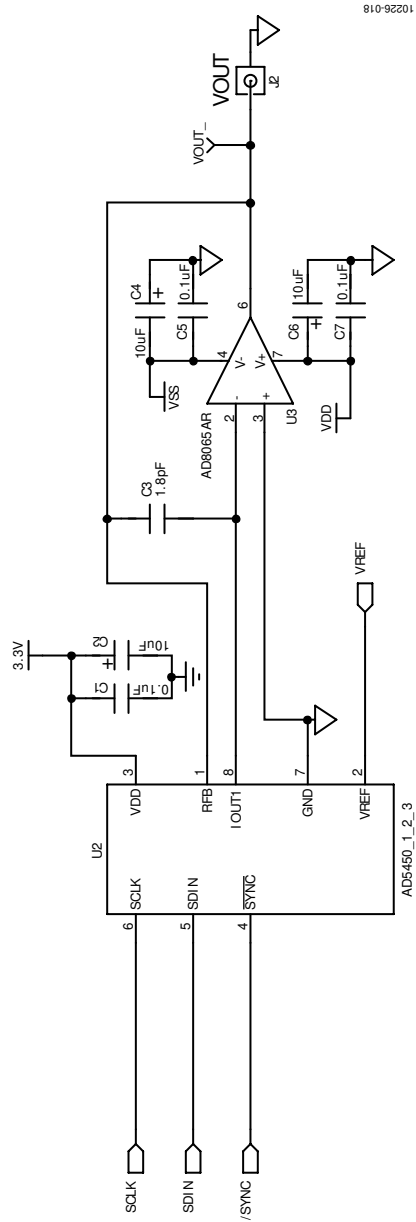 10226-018
VOUT
J2
VOUT_
C4
10uF
+
0.1uF
C5
VSS
4
V-
6
V+
7
AD8065AR
2
-
3
+
U3
10uF
C6
+
0.1uF
C7
VDD
C3
1.8pF
3.3V
C2
+
10uF
C1
0.1uF
VREF
U2
3
VDD
1
RFB
8
IOUT1
7
GND
2
VREF
6
SCLK
5
SDIN
4
SYNC
AD5450_1_2_3
SCLK
SDIN
/SYNC